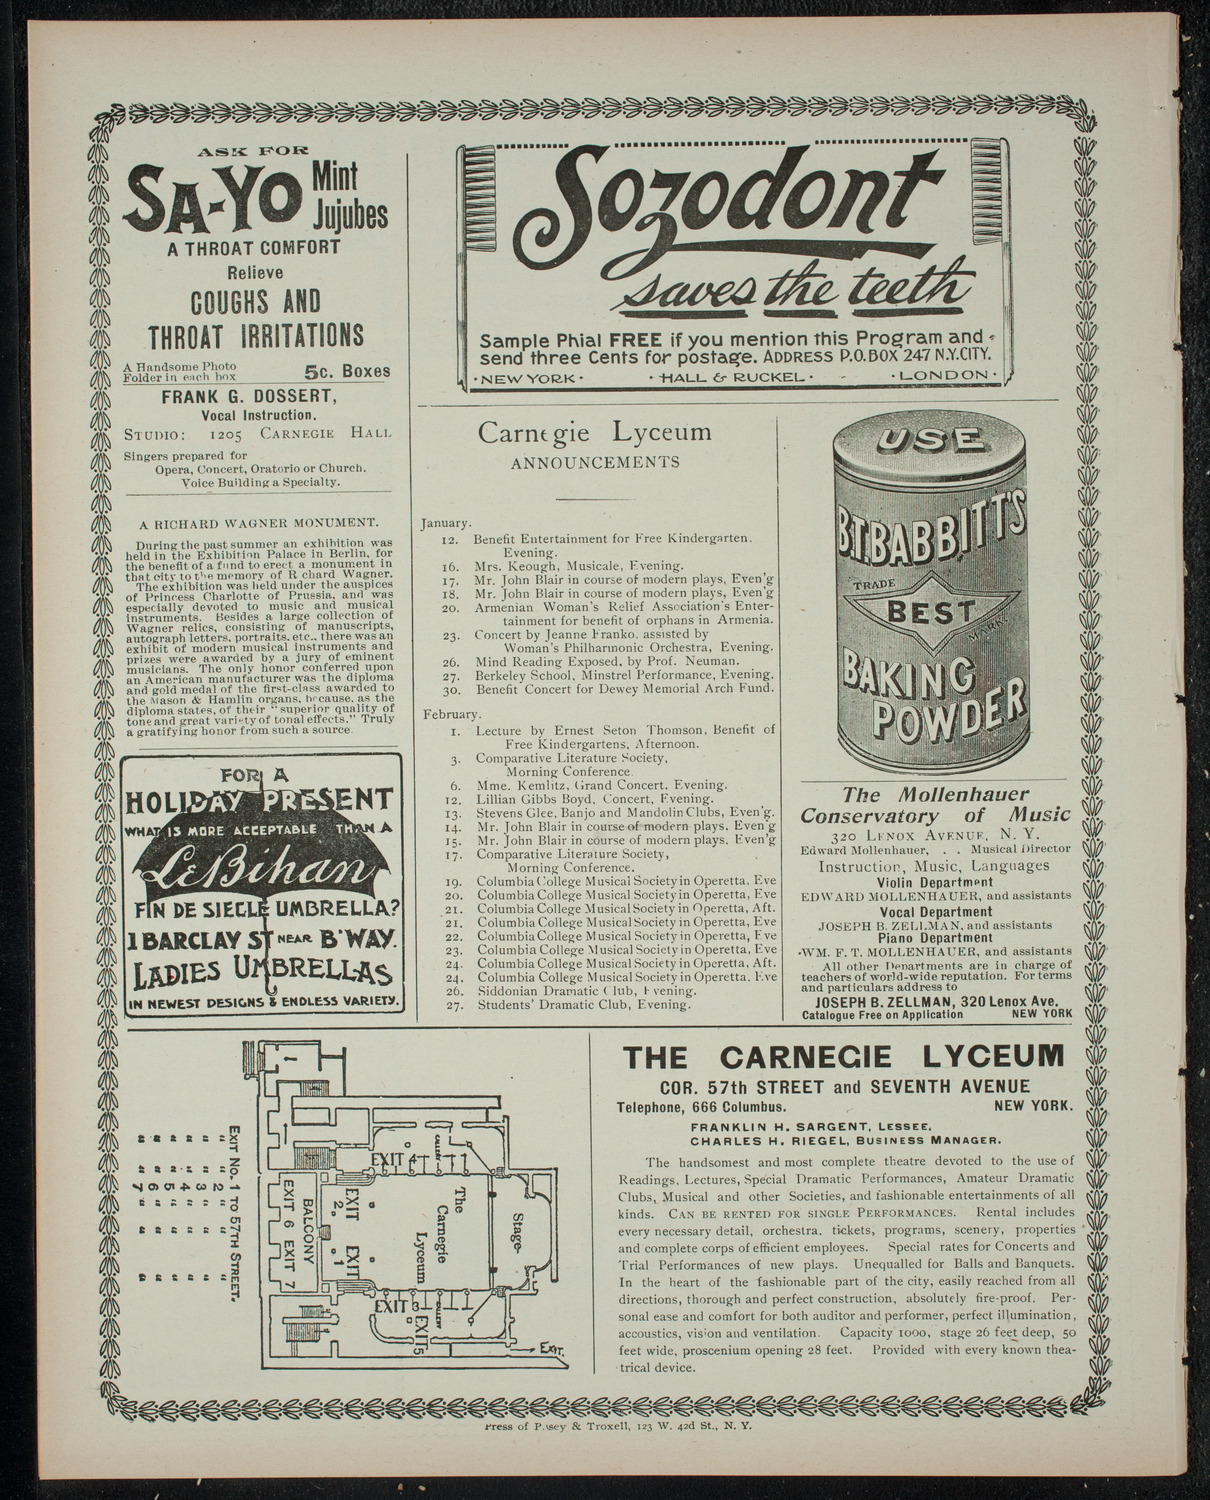 ASK FOR
SA-YO Mint Jujubes
A THROAT COMFORT
Relieve
COUGHS AND
THROAT IRRITATIONS
A Handsome Photo
Folder in each box
5c. Boxes
FRANK G. DOSSERT,
Vocal Instruction.
STUDIO: 1205 CARNEGIE HALL
Singers prepared for
Opera, Concert, Oratorio or Church.
Voice Building a Specialty.
A RICHARD WAGNER MONUMENT.
During the past summer an exhibition was
held in the Exhibition Palace in Berlin, for
the benefit of a fund to erect a monument in
that city to the memory of R chard Wagner.
The exhibition was held under the auspices
of Princess Charlotte of Prussia, and was
especially devoted to music and musical
instruments. Besides a large collection of
Wagner relics, consisting of manuscripts,
autograph letters, portraits, etc., there was an
exhibit of modern musical instruments and
prizes were awarded by a jury of eminent
musicians. The only honor conferred upon
an American manufacturer was the diploma
and gold medal of the first-class awarded to
the Mason & Hamlin organs, because, as the
diploma states, of their "superior quality of
tone and great variety of tonal effects." Truly
a gratifying honor from such a source.
FOR A
HOLIDAY PRESENT
WHAT IS MORE ACCEPTABLE THAN A
LeBihan
FIN DE SIECLE UMBRELLA?
1 BARCLAY ST NEAR B'WAY.
LADIES UMBRELLAS
IN NEWEST DESIGNS & ENDLESS VARIETY.
Sozodont
saves the teeth
Sample Phial FREE if you mention this Program and
send three Cents for postage. ADDRESS P.O.BOX 247 N.Y.CITY.
·NEW YORK· ·HALL & RUCKEL· - ·LONDON·
Carnegie Lyceum
ANNOUNCEMENTS
January.
12. Benefit Entertainment for Free Kindergarten.
Evening.
16. Mrs. Keough, Musicale, Evening.
17. Mr. John Blair in course of modern plays, Even'g
18. Mr. John Blair in course of modern plays, Even'g
20. Armenian Woman's Relief Association's Enter-
tainment for benefit of orphans in Armenia.
23. Concert by Jeanne Franko, assisted by
Woman's Philharmonic Orchestra, Evening.
26. Mind Reading Exposed, by Prof. Neuman.
27. Berkeley School, Minstrel Performance, Evening.
30. Benefit Concert for Dewey Memorial Arch Fund.
February.
1. Lecture by Ernest Seton Thomson, Benefit of
Free Kindergartens, Afternoon.
3. Comparative Literature Society,
Morning Conference.
6. Mme. Kemlitz, Grand Concert, Evening.
12. Lillian Gibbs Boyd, Concert, Evening.
13. Stevens Glee, Banjo and Mandolin Clubs, Even'g.
14. Mr. John Blair in course of modern plays, Even'g
15. Mr. John Blair in course of modern plays, Even'g
17. Comparative Literature Society,
Morning Conference.
19. Columbia College Musical Society in Operetta, Eve
20. Columbia College Musical Society in Operetta, Eve
21. Columbia College Musical Society in Operetta, Aft.
21. Columbia College Musical Society in Operetta, Eve
22. Columbia College Musical Society in Operetta, Eve
23. Columbia College Musical Society in Operetta, Eve
24. Columbia College Musical Society in Operetta, Aft.
24. Columbia College Musical Society in Operetta, Eve
26. Siddonian Dramatic Club, Evening.
27. Students' Dramatic Club, Evening.
USE
B.T. BABBITT'S
TRADE
BEST
MARK
BAKING
POWDER
The Mollenhauer
Conservatory of Music
320 LENOX AVENUE, N. Y.
Edward Mollenhauer, . . Musical Director
Instruction, Music, Languages
Violin Department
EDWARD MOLLENHAUER, and assistants
Vocal Department
JOSEPH B. ZELLMAN, and assistants
Piano Department
WM. F. T. MOLLENHAUER, and assistants
All other Departments are in charge of
teachers of world-wide reputation. For terms
and particulars address to
JOSEPH B. ZELLMAN, 320 Lenox Ave.
Catalogue Free on Application NEW YORK
EXIT NO. 1 TO 57TH STREET.
" " 2 " " "
" " 3 " " "
" " 4 " " "
" " 5 " " "
" " 6 " " "
" " 7 " " "
EXIT 4
GALLERY
EXIT 6 EXIT 7
BALCONY
EXIT 2
EXIT 1
The
Carnegie
Lyceum
Stage
EXIT 3
GALLERY
EXIT 5
EXIT.
THE CARNEGIE LYCEUM
COR. 57th STREET and SEVENTH AVENUE
Telephone, 666 Columbus. NEW YORK.
FRANKLIN H. SARGENT, LESSEE.
CHARLES H. RIEGEL, BUSINESS MANAGER.
The handsomest and most complete theatre devoted to the use of
Readings, Lectures, Special Dramatic Performances, Amateur Dramatic
Clubs, Musical and other Societies, and fashionable entertainments of all
kinds. CAN BE RENTED FOR SINGLE PERFORMANCES. Rental includes
every necessary detail, orchestra, tickets, programs, scenery, properties
and complete corps of efficient employees. Special rates for Concerts and
Trial Performances of new plays. Unequalled for Balls and Banquets.
In the heart of the fashionable part of the city, easily reached from all
directions, thorough and perfect construction, absolutely fire-proof. Per-
sonal ease and comfort for both auditor and performer, perfect illumination,
accoustics, vision and ventilation. Capacity 1000, stage 26 feet deep, 50
feet wide, proscenium opening 28 feet. Provided with every known thea-
trical device.
Press of Pusey & Troxell, 123 W. 42d St., N. Y.